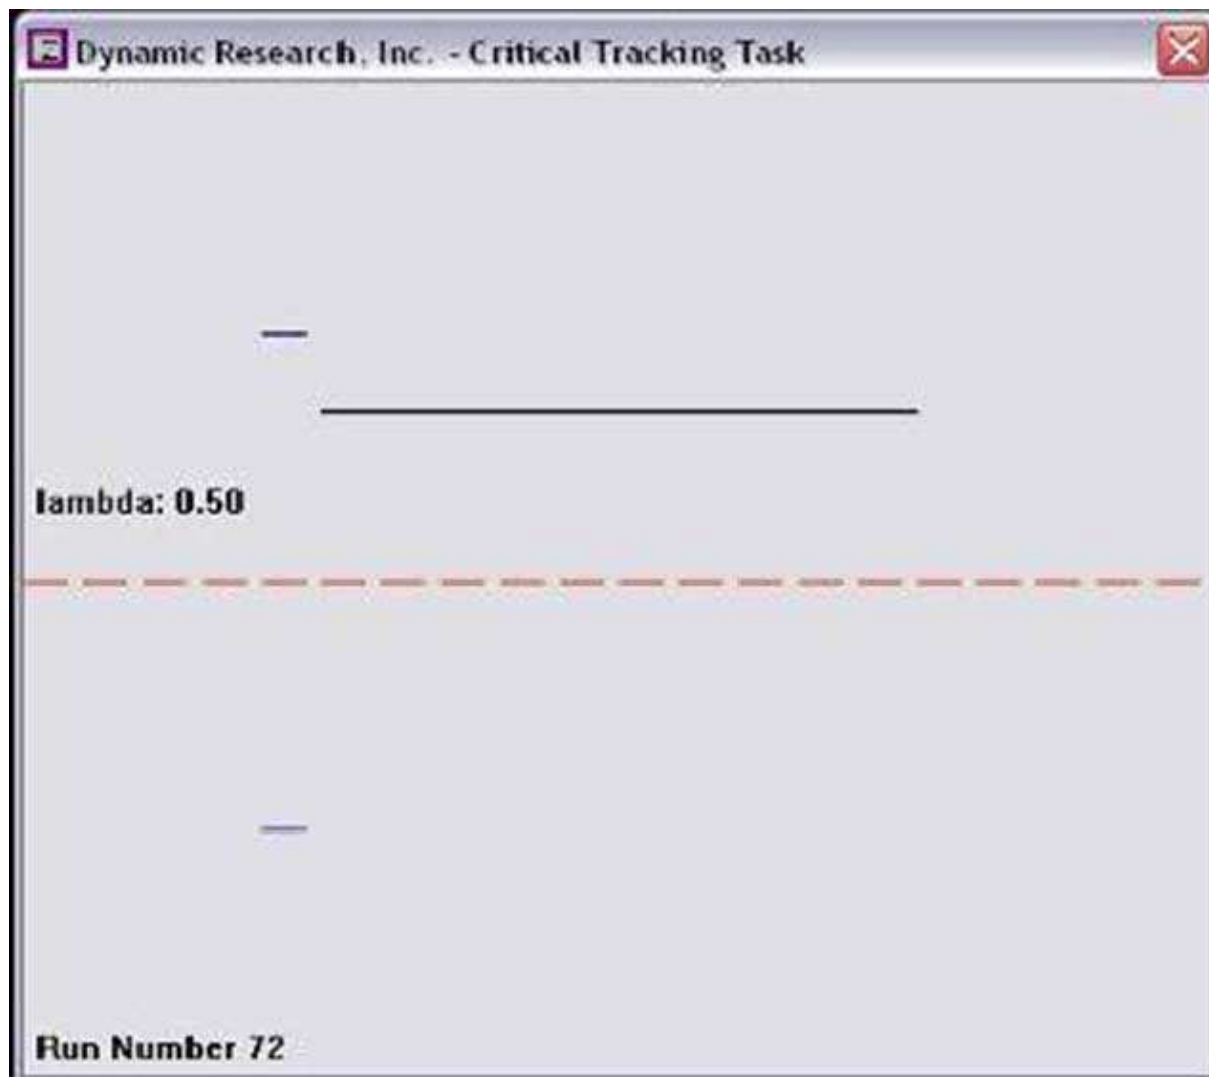 Dynamic Research, Inc. - Critical Tracking Task
lambda: 0.50
Run Number 72